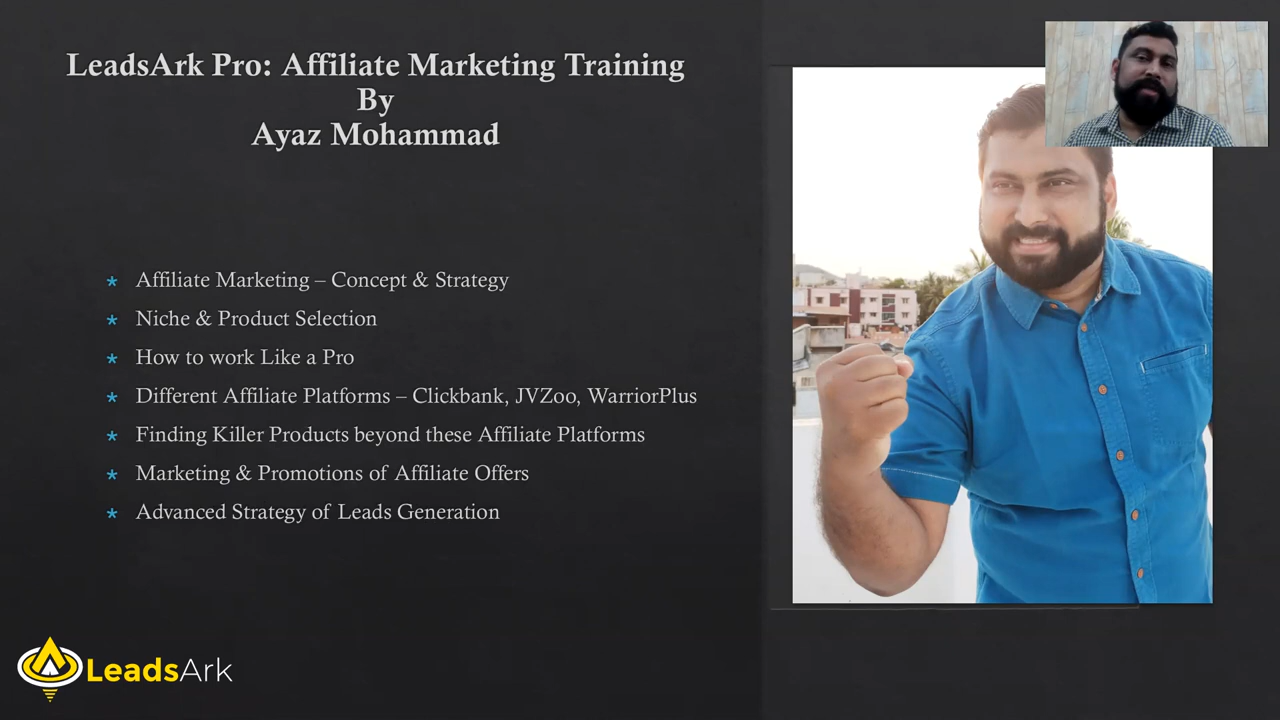 LeadsArk Pro: Affiliate Marketing Training
By
Ayaz Mohammad
* Affiliate Marketing – Concept & Strategy
* Niche & Product Selection
* How to work Like a Pro
* Different Affiliate Platforms – Clickbank, JVZoo, WarriorPlus
* Finding Killer Products beyond these Affiliate Platforms
* Marketing & Promotions of Affiliate Offers
* Advanced Strategy of Leads Generation
LeadsArk